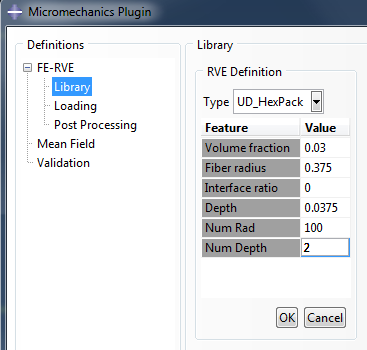 Micromechanics Plugin
Definitions
FE-RVE
Library
Loading
Post Processing
Mean Field
Validation
Library
RVE Definition
Type UD_HexPack
Feature Value
Volume fraction 0.03
Fiber radius 0.375
Interface ratio 0
Depth 0.0375
Num Rad 100
Num Depth 2
OK Cancel